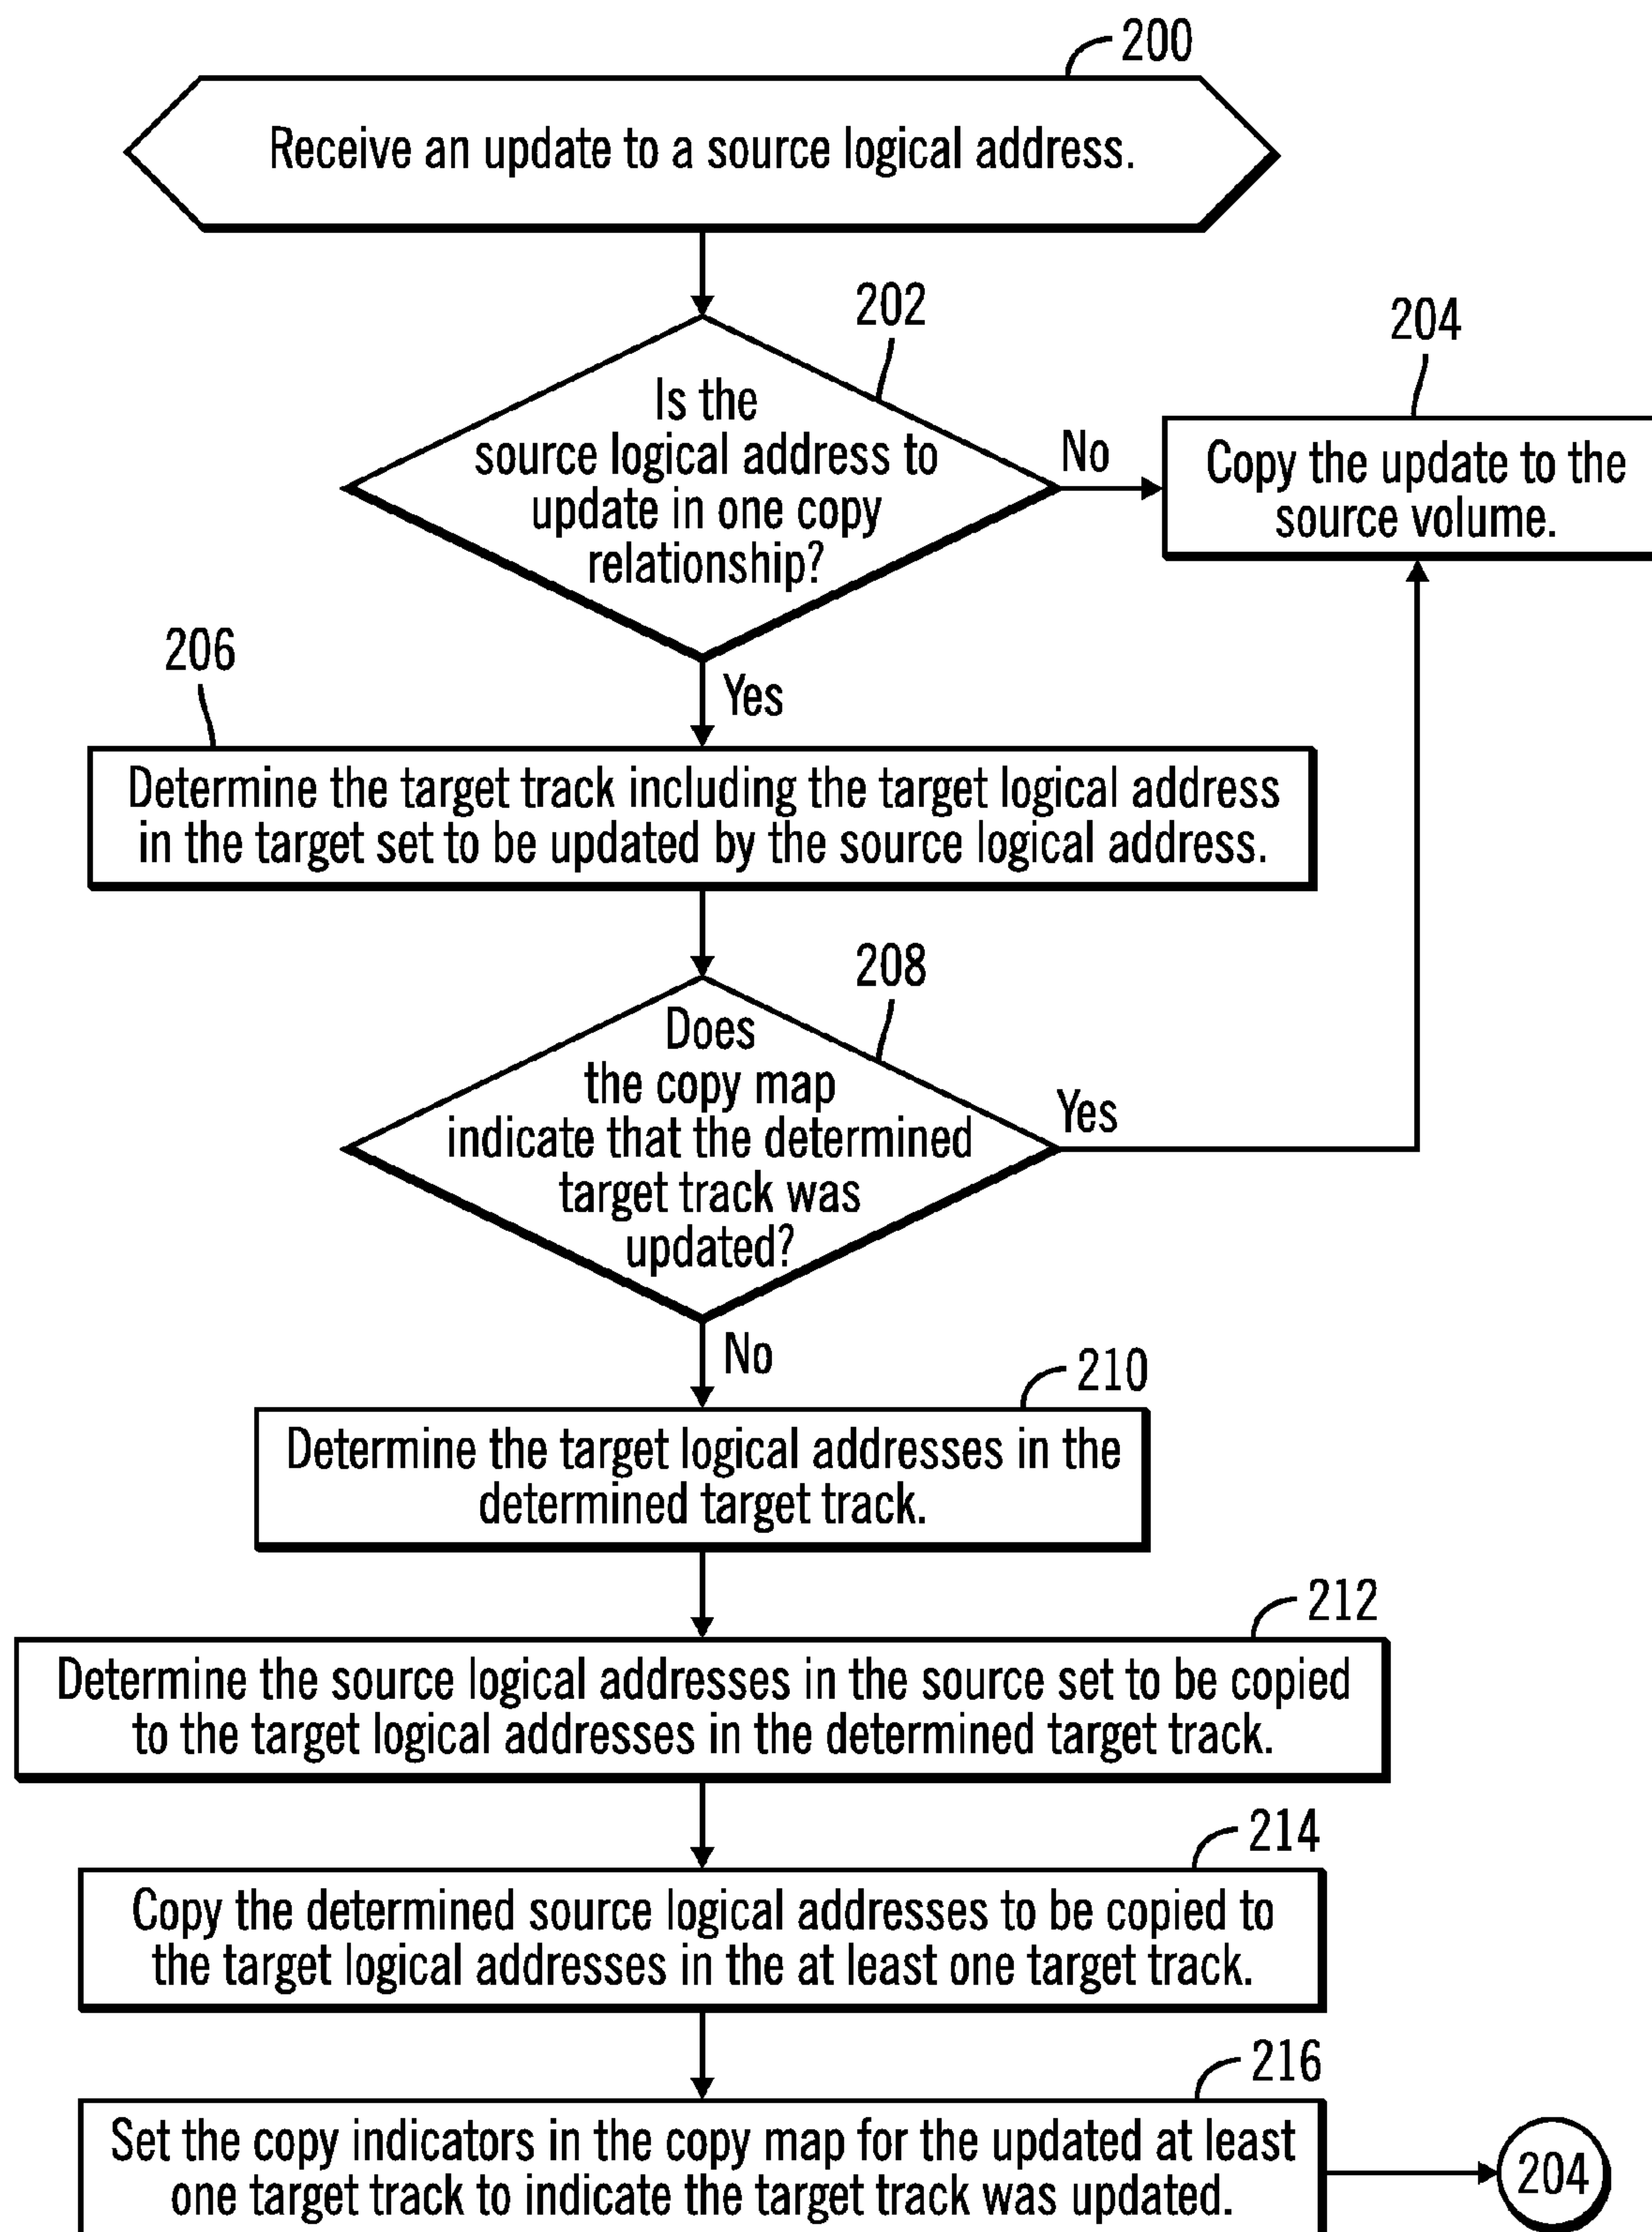 200
Receive an update to a source logical address.
202
Is the
source logical address to
update in one copy
relationship?
No
204
Copy the update to the
source volume.
Yes
206
Determine the target track including the target logical address
in the target set to be updated by the source logical address.
208
Does
the copy map
indicate that the determined
target track was
updated?
Yes
No
210
Determine the target logical addresses in the
determined target track.
212
Determine the source logical addresses in the source set to be copied
to the target logical addresses in the determined target track.
214
Copy the determined source logical addresses to be copied to
the target logical addresses in the at least one target track.
216
Set the copy indicators in the copy map for the updated at least
one target track to indicate the target track was updated.
204